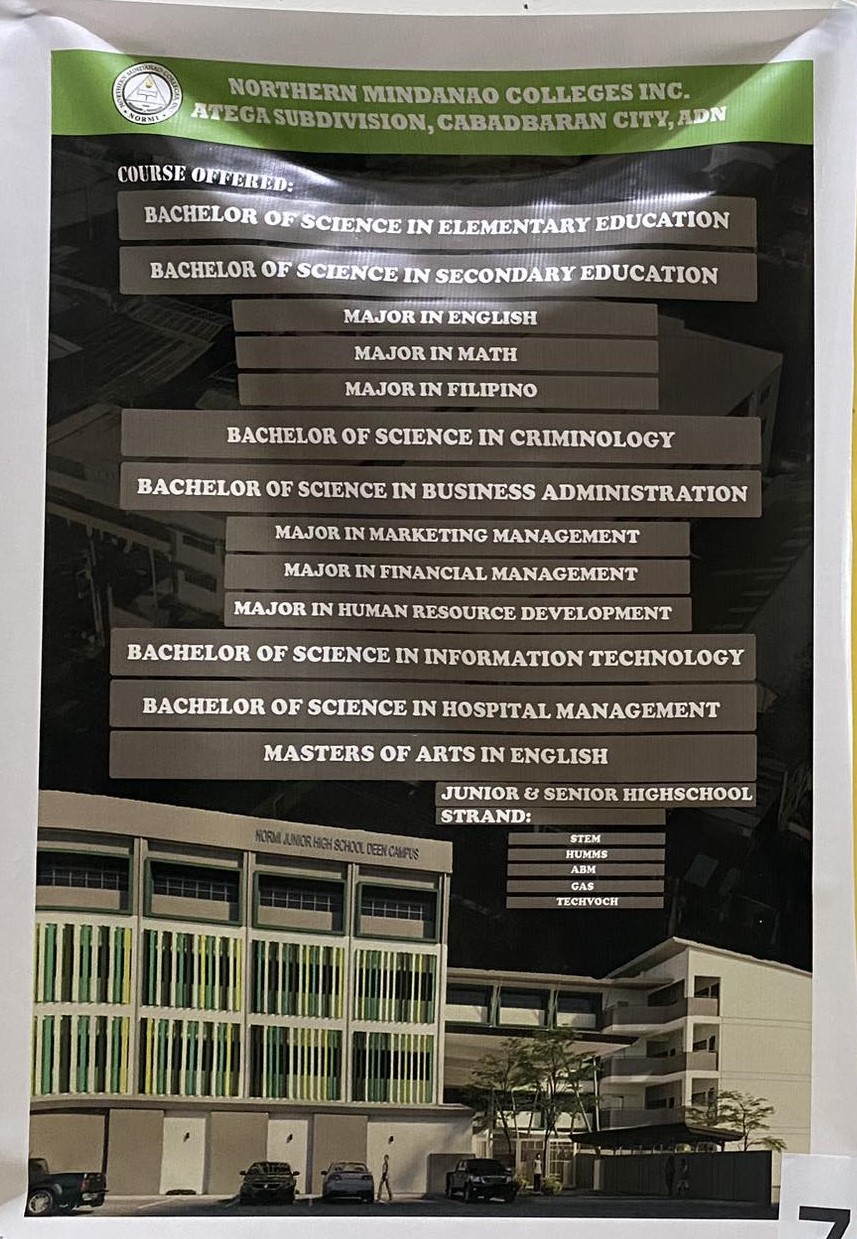 NORTHERN MINDANAO COLLEGES INC.
ATEGA SUBDIVISION, CABADBARAN CITY, ADN
NORMI
COURSE OFFERED:
BACHELOR OF SCIENCE IN ELEMENTARY EDUCATION
BACHELOR OF SCIENCE IN SECONDARY EDUCATION
MAJOR IN ENGLISH
MAJOR IN MATH
MAJOR IN FILIPINO
BACHELOR OF SCIENCE IN CRIMINOLOGY
BACHELOR OF SCIENCE IN BUSINESS ADMINISTRATION
MAJOR IN MARKETING MANAGEMENT
MAJOR IN FINANCIAL MANAGEMENT
MAJOR IN HUMAN RESOURCE DEVELOPMENT
BACHELOR OF SCIENCE IN INFORMATION TECHNOLOGY
BACHELOR OF SCIENCE IN HOSPITAL MANAGEMENT
MASTERS OF ARTS IN ENGLISH
JUNIOR & SENIOR HIGHSCHOOL
STRAND:
STEM
HUMMS
ABM
GAS
TECHVOCH
NORMI JUNIOR HIGH SCHOOL DEEN CAMPUS
7